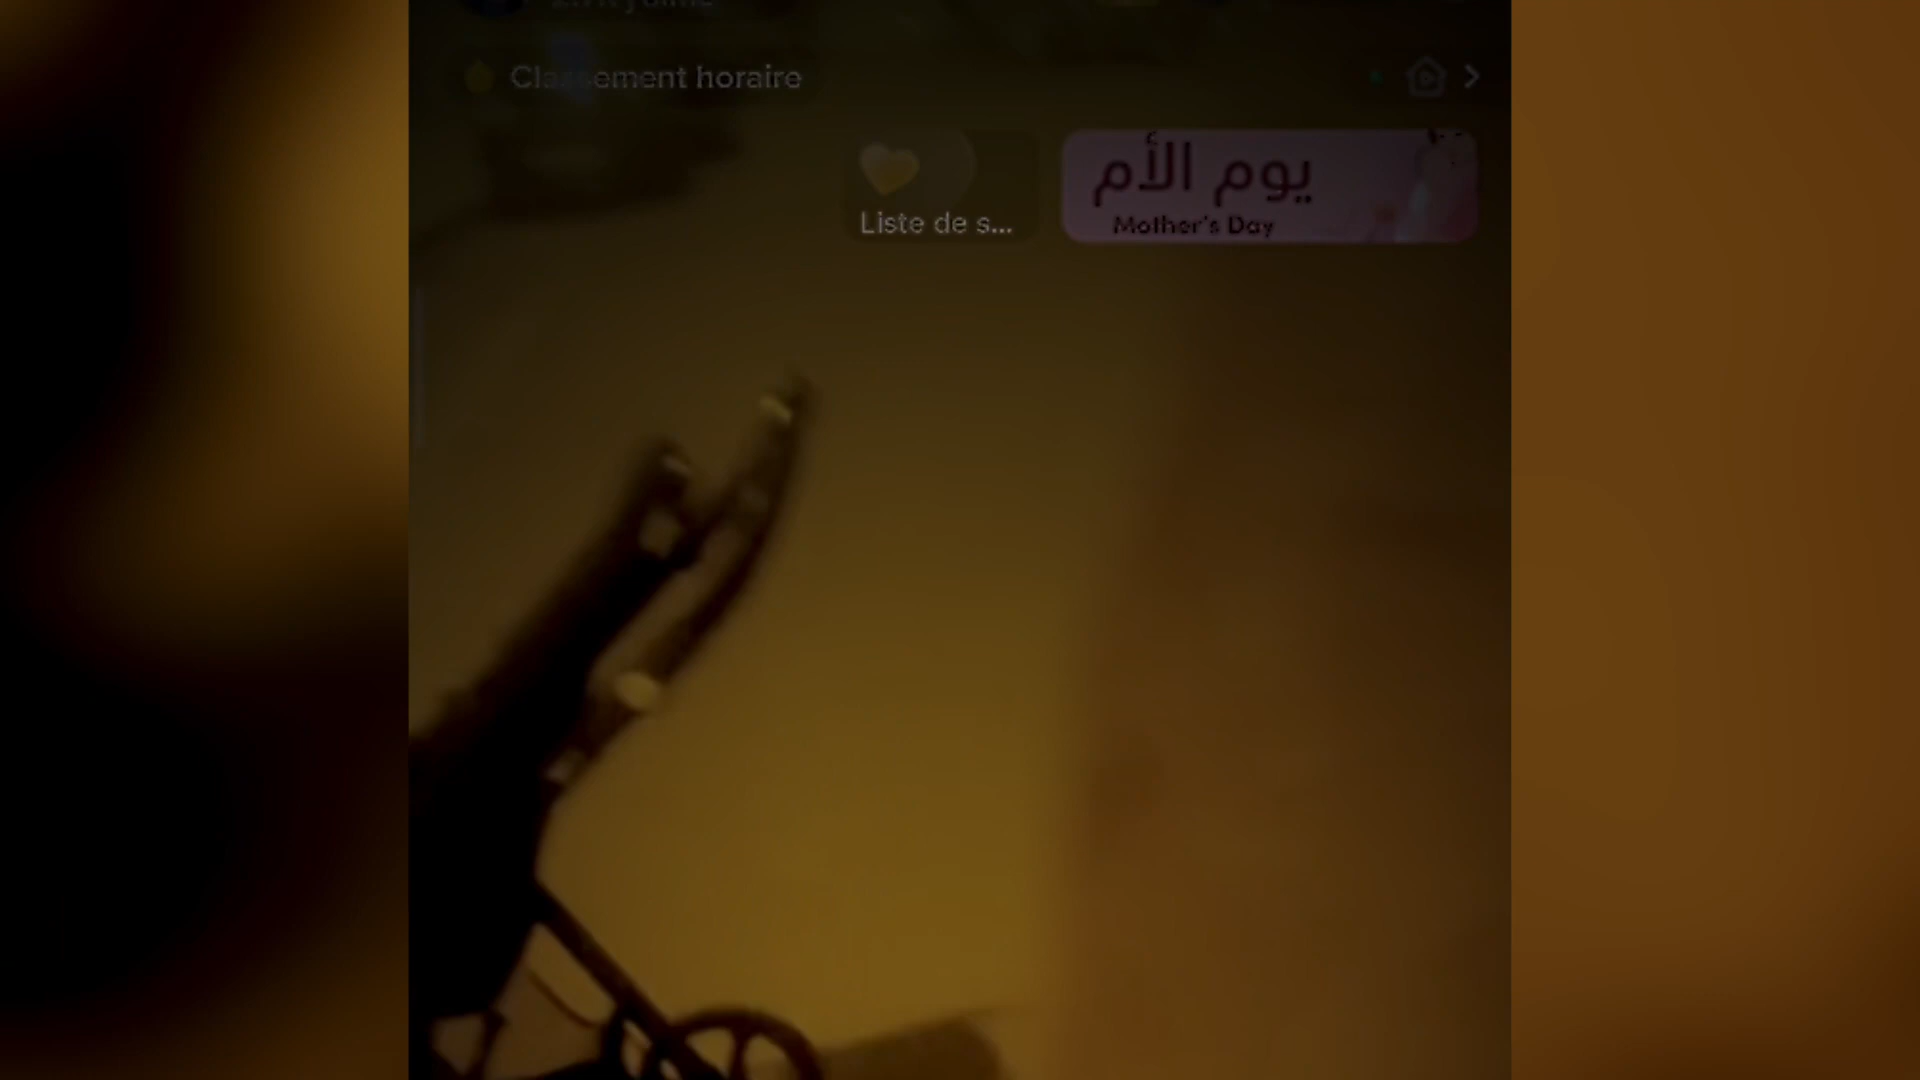 Classement horaire
Liste de s...
يوم الأم
Mother's Day